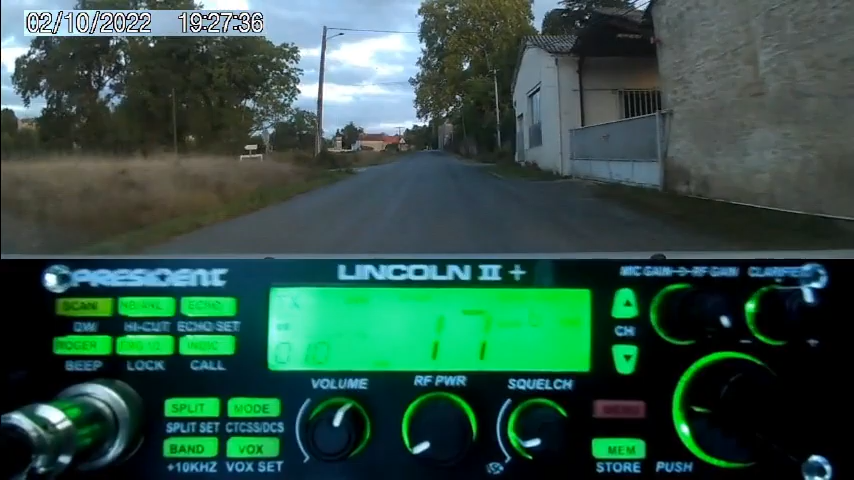 02/10/2022 19:27:36
PRESIDENT LINCOLN II + MIC GAIN RF GAIN CLARIFIER
SCAN NB/ANL ECHO
DW HI-CUT ECHO SET
ROGER INDIC
BEEP LOCK CALL
TX
17
010
CH
VOLUME RF PWR SQUELCH
SPLIT MODE
SPLIT SET CTCSS/DCS
MENU
BAND VOX
+10KHZ VOX SET
MEM
STORE PUSH